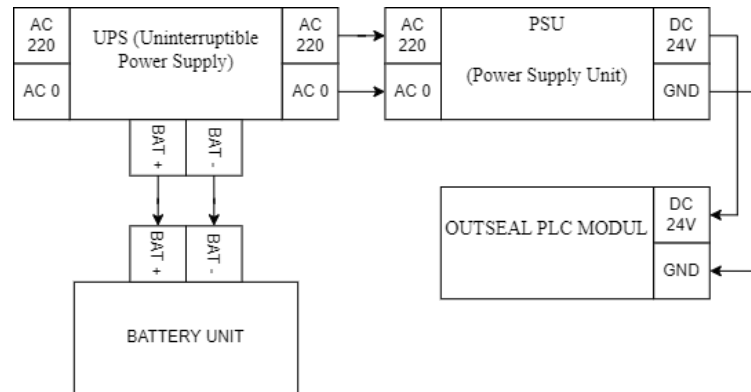 AC
220
UPS (Uninterruptible
Power Supply)
AC
220
AC 0
AC 0
AC
220
PSU
(Power Supply Unit)
DC
24V
AC 0
GND
BAT +
BAT -
BAT +
BAT -
BATTERY UNIT
OUTSEAL PLC MODUL
DC
24V
GND